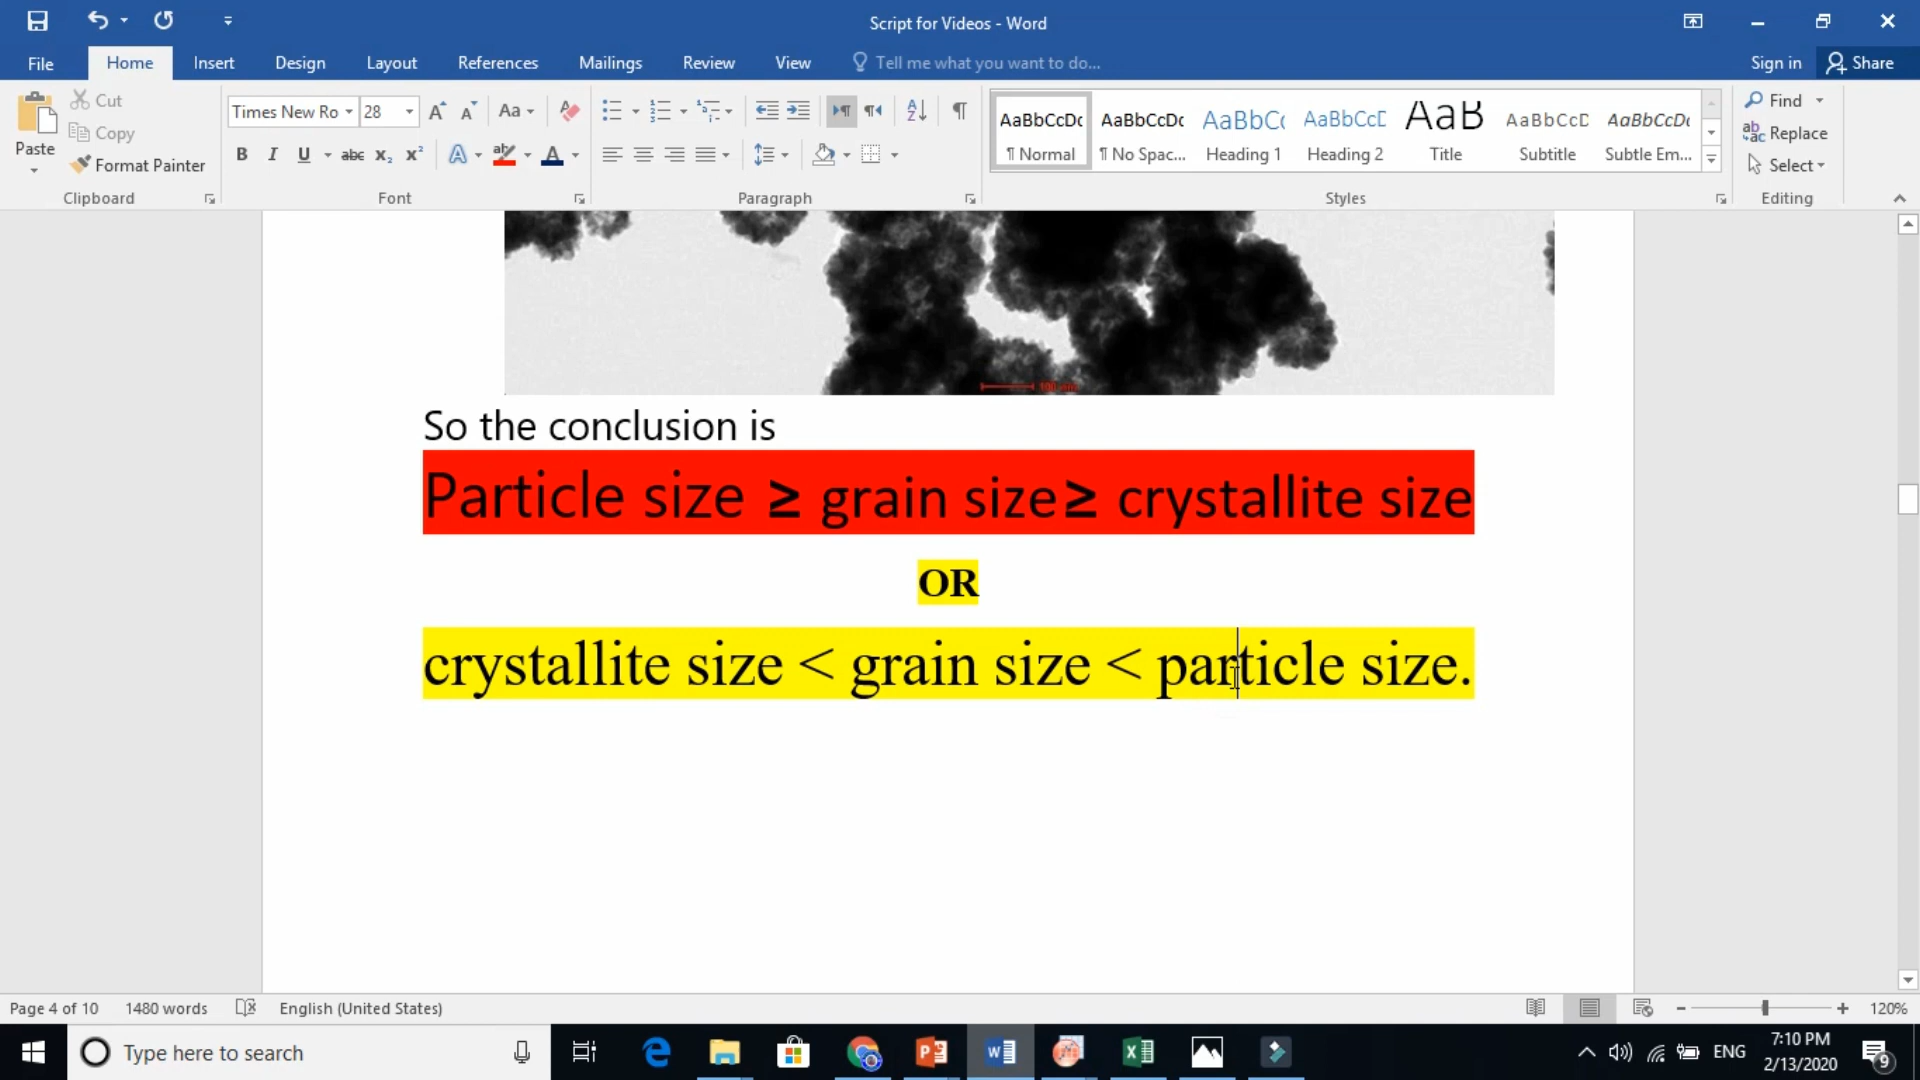 Script for Videos - Word
File Home Insert Design Layout References Mailings Review View Tell me what you want to do... Sign in Share
Paste Cut Copy Format Painter
Times New Ro 28
AaBbCcDc AaBbCcDc AaBbC AaBbCcD AaB AaBbCcD AaBbCcDc
¶ Normal ¶ No Spac... Heading 1 Heading 2 Title Subtitle Subtle Em...
Find
Replace
Select
Clipboard Font Paragraph Styles Editing
So the conclusion is
Particle size ≥ grain size≥ crystallite size
OR
crystallite size < grain size < particle size.
Page 4 of 10 1480 words English (United States) 120%
Type here to search
ENG
7:10 PM
2/13/2020
9